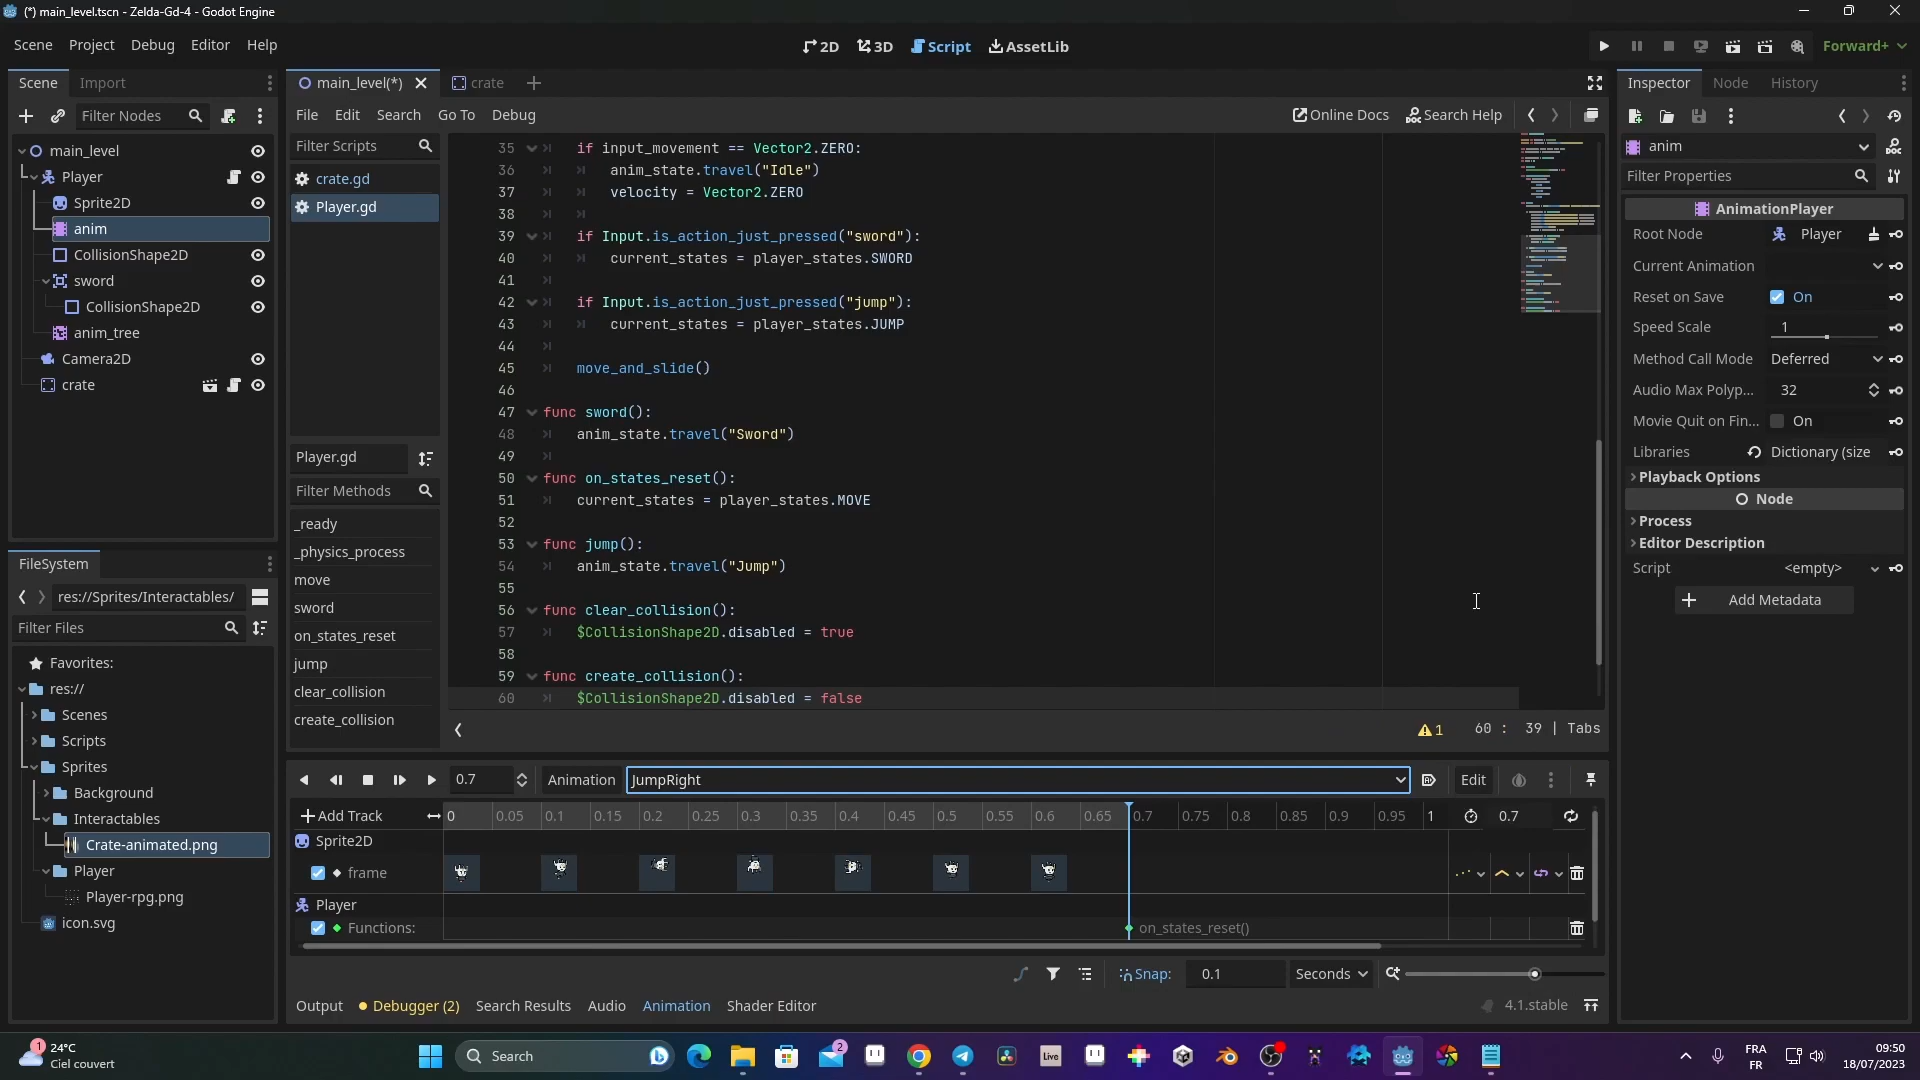 (*) main_level.tscn - Zelda-Gd-4 - Godot Engine
Scene Project Debug Editor Help
2D 3D Script AssetLib
Forward+
Scene Import
Filter Nodes
main_level
Player
Sprite2D
anim
CollisionShape2D
sword
CollisionShape2D
anim_tree
Camera2D
crate
FileSystem
res://Sprites/Interactables/
Filter Files
Favorites:
res://
Scenes
Scripts
Sprites
Background
Interactables
Crate-animated.png
Player
Player-rpg.png
icon.svg
main_level(*) crate
File Edit Search Go To Debug
Online Docs Search Help
Filter Scripts
crate.gd
Player.gd
Player.gd
Filter Methods
_ready
_physics_process
move
sword
on_states_reset
jump
clear_collision
create_collision
35 if input_movement == Vector2.ZERO:
36 anim_state.travel("Idle")
37 velocity = Vector2.ZERO
38
39 if Input.is_action_just_pressed("sword"):
40 current_states = player_states.SWORD
41
42 if Input.is_action_just_pressed("jump"):
43 current_states = player_states.JUMP
44
45 move_and_slide()
46
47 func sword():
48 anim_state.travel("Sword")
49
50 func on_states_reset():
51 current_states = player_states.MOVE
52
53 func jump():
54 anim_state.travel("Jump")
55
56 func clear_collision():
57 $CollisionShape2D.disabled = true
58
59 func create_collision():
60 $CollisionShape2D.disabled = false
1 60 : 39 | Tabs
0.7 Animation JumpRight Edit
Add Track 0 0.05 0.1 0.15 0.2 0.25 0.3 0.35 0.4 0.45 0.5 0.55 0.6 0.65 0.7 0.75 0.8 0.85 0.9 0.95 1 0.7
Sprite2D
frame
Player
Functions: on_states_reset()
Snap: 0.1 Seconds
Output Debugger (2) Search Results Audio Animation Shader Editor 4.1.stable
Inspector Node History
anim
Filter Properties
AnimationPlayer
Root Node Player
Current Animation
Reset on Save On
Speed Scale 1
Method Call Mode Deferred
Audio Max Polyp... 32
Movie Quit on Fin... On
Libraries Dictionary (size
Playback Options
Node
Process
Editor Description
Script <empty>
Add Metadata
1
24°C
Ciel couvert
Search
2
Live
FRA
FR
09:50
18/07/2023